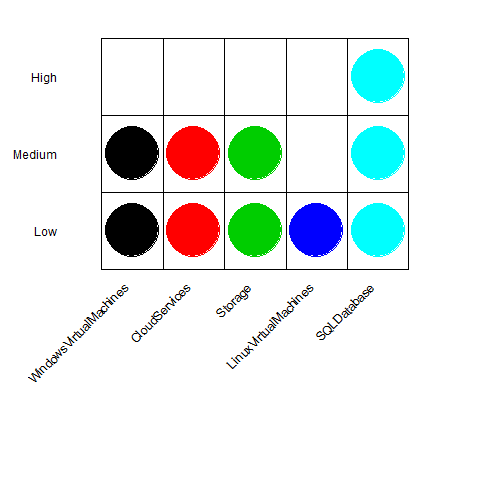 High
Medium
Low
WindowsVirtualMachines
CloudServices
Storage
LinuxVirtualMachines
SQLDatabase